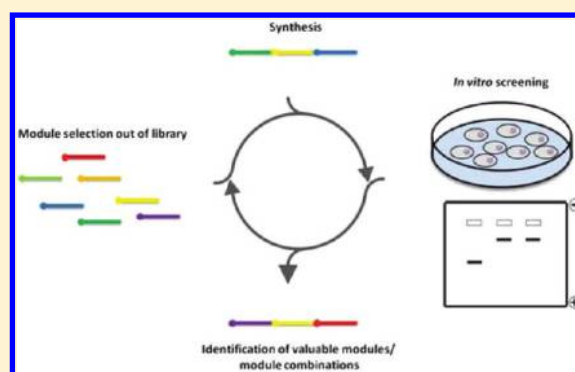 Synthesis
In vitro screening
Module selection out of library
Identification of valuable modules/
module combinations